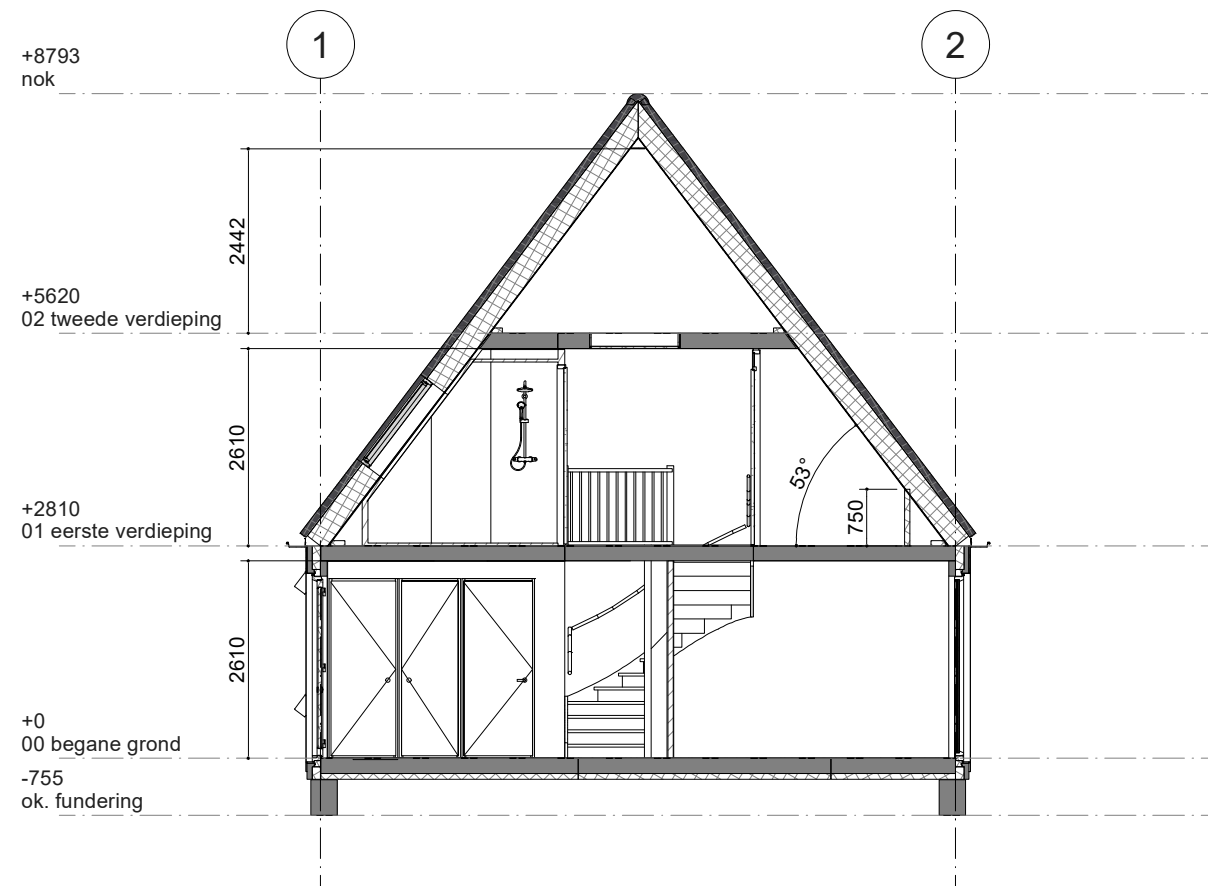 1
2
+8793
nok
2442
+5620
02 tweede verdieping
2610
53°
750
+2810
01 eerste verdieping
2610
+0
00 begane grond
-755
ok. fundering